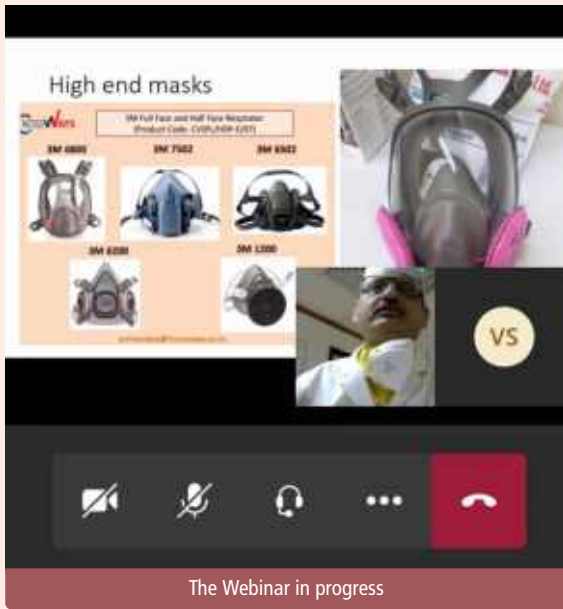 High end masks
3M Full Face and Half Face Respirator
3M 6800
3M 7502
3M 6502
3M 6200
3M 1200
VS
The Webinar in progress